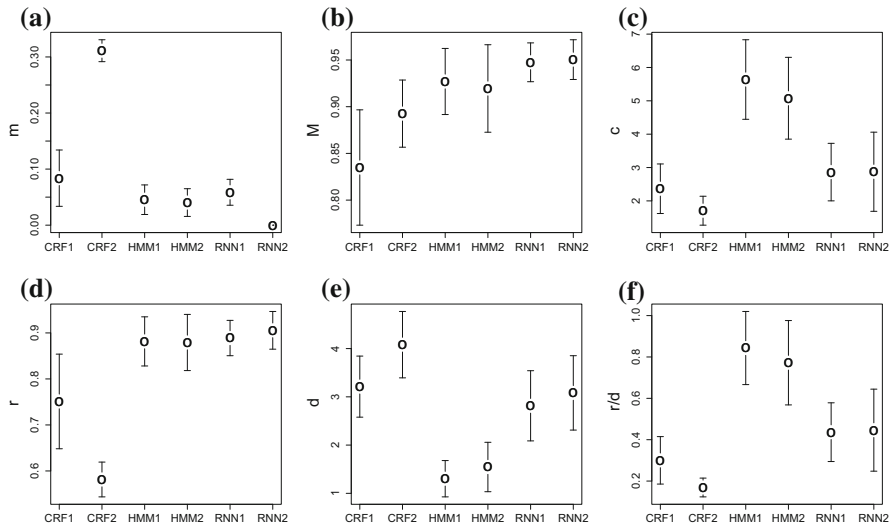 (a)
m
0.00 0.10 0.20 0.30
CRF1 CRF2 HMM1 HMM2 RNN1 RNN2
(b)
M
0.80 0.85 0.90 0.95
CRF1 CRF2 HMM1 HMM2 RNN1 RNN2
(c)
c
2 3 4 5 6 7
CRF1 CRF2 HMM1 HMM2 RNN1 RNN2
(d)
r
0.6 0.7 0.8 0.9
CRF1 CRF2 HMM1 HMM2 RNN1 RNN2
(e)
d
1 2 3 4
CRF1 CRF2 HMM1 HMM2 RNN1 RNN2
(f)
r/d
0.2 0.4 0.6 0.8 1.0
CRF1 CRF2 HMM1 HMM2 RNN1 RNN2